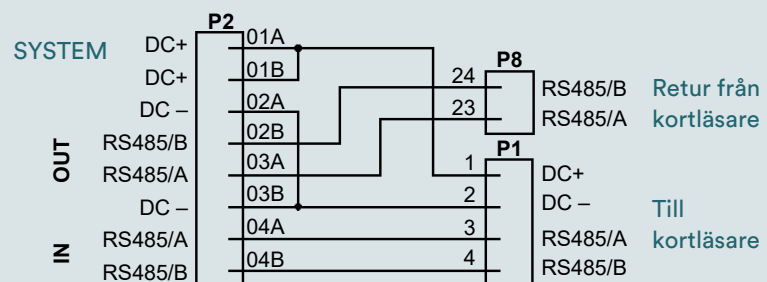 P2
SYSTEM
DC+ 01A
DC+ 01B
DC – 02A
RS485/B 02B
RS485/A 03A
DC – 03B
RS485/A 04A
RS485/B 04B
OUT
IN
P8
24 RS485/B
23 RS485/A
Retur från
kortläsare
P1
1 DC+
2 DC –
3 RS485/A
4 RS485/B
Till
kortläsare